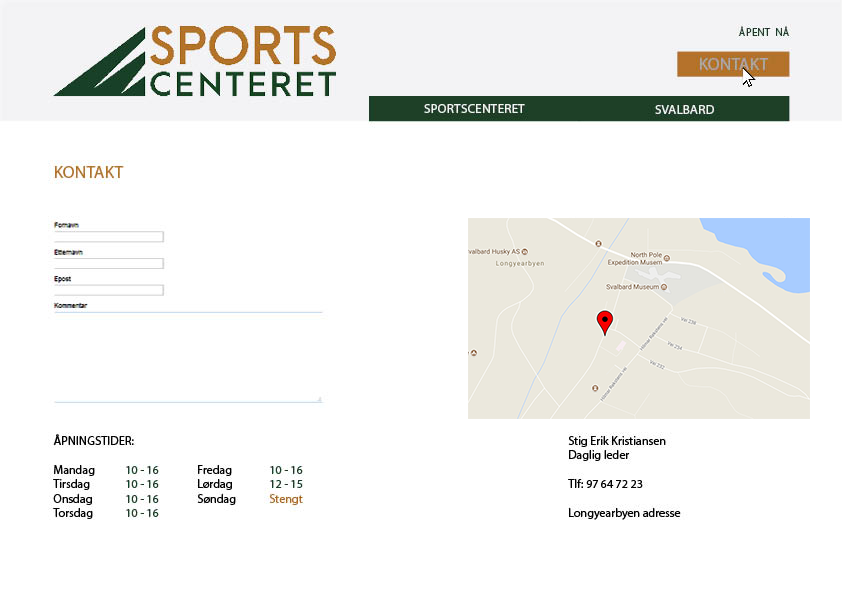 SPORTS
CENTERET
ÅPENT NÅ
KONTAKT
SPORTSCENTERET SVALBARD
KONTAKT
Fornavn
Etternavn
Epost
Kommentar
valbard Husky AS
Longyearbyen
North Pole
Expedition Musem
Svalbard Museum
Vei 236
Vei 234
Vei 232
ÅPNINGSTIDER:
Mandag 10 - 16 Fredag 10 - 16
Tirsdag 10 - 16 Lørdag 12 - 15
Onsdag 10 - 16 Søndag Stengt
Torsdag 10 - 16
Stig Erik Kristiansen
Daglig leder
Tlf: 97 64 72 23
Longyearbyen adresse